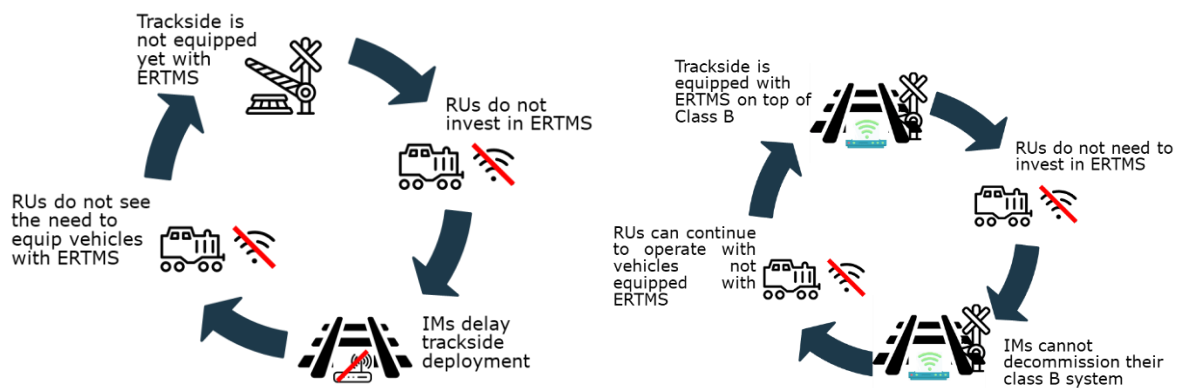 Trackside is
not equipped
yet with
ERTMS
RUs do not
invest in ERTMS
IMs delay
trackside
deployment
RUs do not see
the need to
equip vehicles
with ERTMS
Trackside is
equipped with
ERTMS on top of
Class B
RUs do not need to
invest in ERTMS
IMs cannot
decommission their
class B system
RUs can continue
to operate with
vehicles not
equipped with
ERTMS